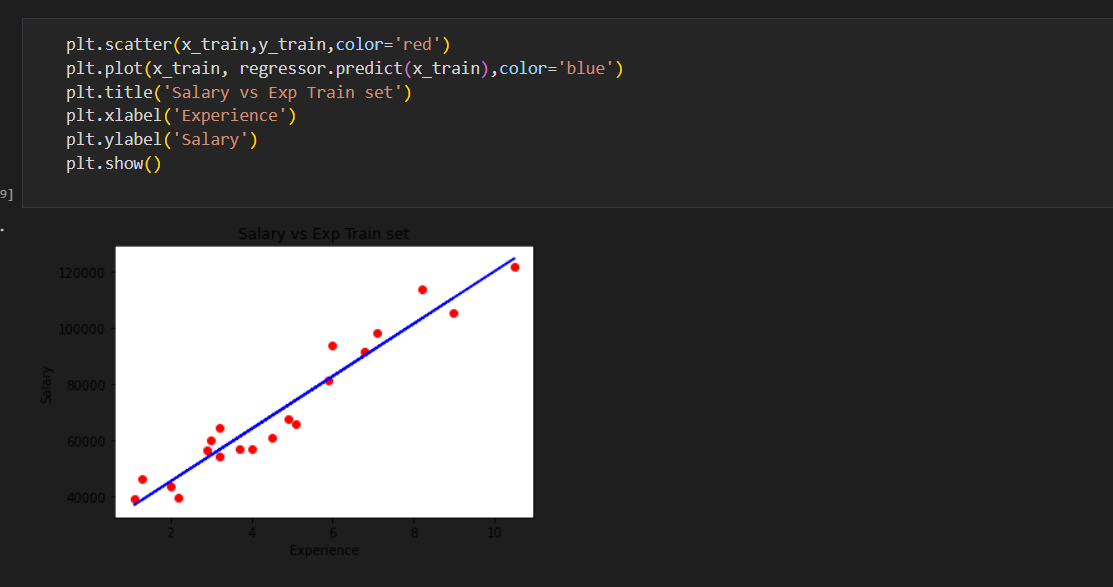 plt.scatter(x_train,y_train,color='red')
plt.plot(x_train, regressor.predict(x_train),color='blue')
plt.title('Salary vs Exp Train set')
plt.xlabel('Experience')
plt.ylabel('Salary')
plt.show()
9]
Salary vs Exp Train set
120000
100000
80000
60000
40000
Salary
2 4 6 8 10
Experience